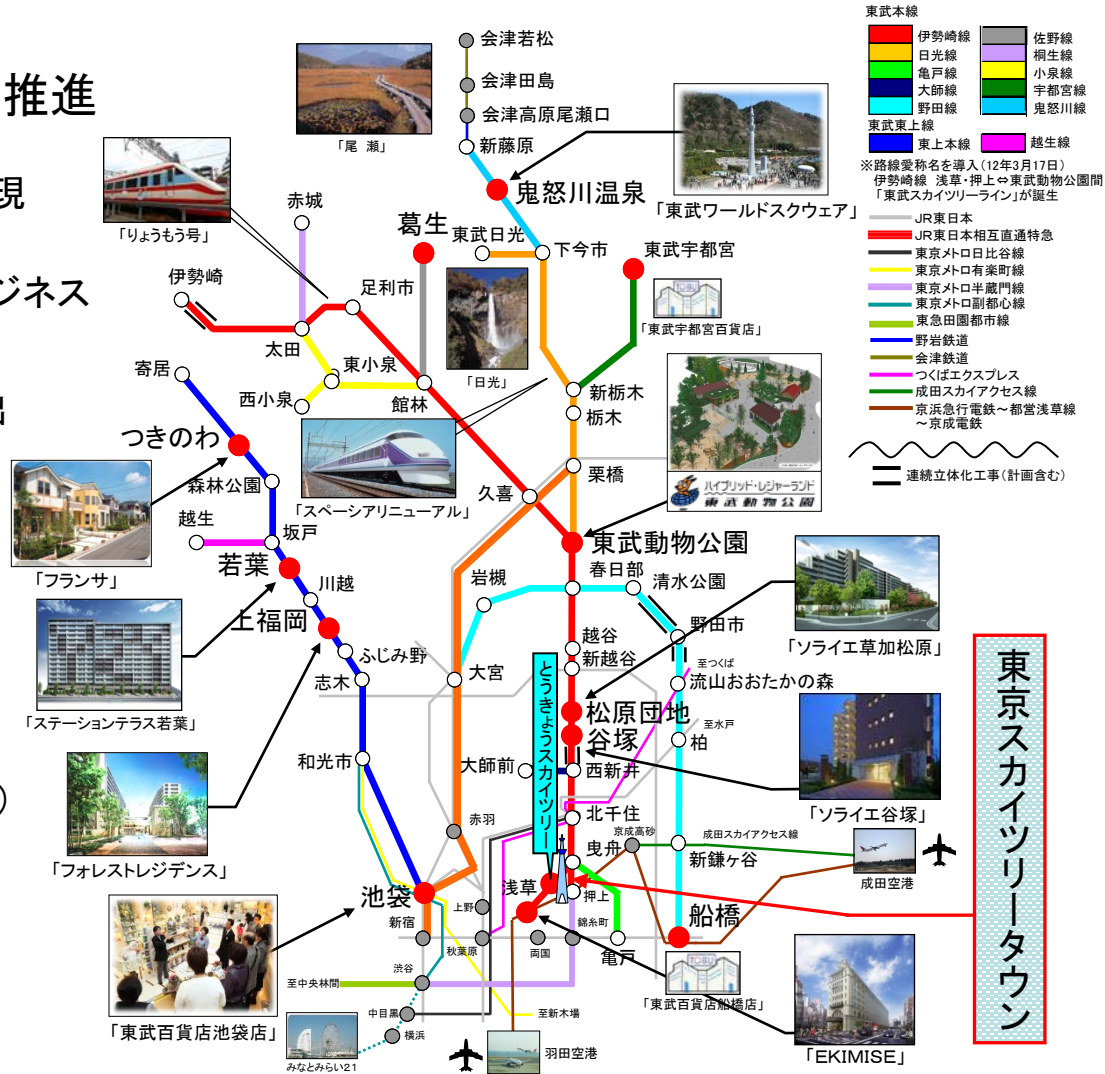 推進
現
ジネス
出
)
東武本線
伊勢崎線
佐野線
日光線
桐生線
亀戸線
小泉線
大師線
宇都宮線
野田線
鬼怒川線
東武東上線
東上本線
越生線
※路線愛称名を導入(12年3月17日)
伊勢崎線 浅草・押上⇔東武動物公園間
「東武スカイツリーライン」が誕生
JR東日本
JR東日本相互直通特急
東京メトロ日比谷線
東京メトロ有楽町線
東京メトロ半蔵門線
東京メトロ副都心線
東急田園都市線
野岩鉄道
会津鉄道
つくばエクスプレス
成田スカイアクセス線
京浜急行電鉄~都営浅草線
~京成電鉄
連続立体化工事(計画含む)
会津若松
会津田島
会津高原尾瀬口
新藤原
「尾 瀬」
鬼怒川温泉
「東武ワールドスクウェア」
「りょうもう号」
赤城
葛生
東武日光
下今市
東武宇都宮
TOBU
「東武宇都宮百貨店」
伊勢崎
足利市
太田
東小泉
西小泉
館林
「日光」
新栃木
栃木
栗橋
寄居
つきのわ
森林公園
「フランサ」
越生
坂戸
若葉
川越
上福岡
ふじみ野
志木
「ステーションテラス若葉」
和光市
「フォレストレジデンス」
「スペーシアリニューアル」
久喜
ハイブリッド・レジャーランド
東武動物公園
東武動物公園
春日部
清水公園
岩槻
野田市
「ソライエ草加松原」
越谷
新越谷
至つくば
流山おおたかの森
大宮
とうきょうスカイツリー
松原団地
谷塚
至水戸
柏
大師前
西新井
「ソライエ谷塚」
北千住
赤羽
京成高砂
成田スカイアクセス線
曳舟
新鎌ヶ谷
成田空港
池袋
浅草
押上
上野
新宿
秋葉原
両国
錦糸町
亀戸
船橋
TOBU
「東武百貨店船橋店」
渋谷
至中央林間
「東武百貨店池袋店」
中目黒
横浜
みなとみらい21
至新木場
羽田空港
「EKIMISE」
東京スカイツリータウン